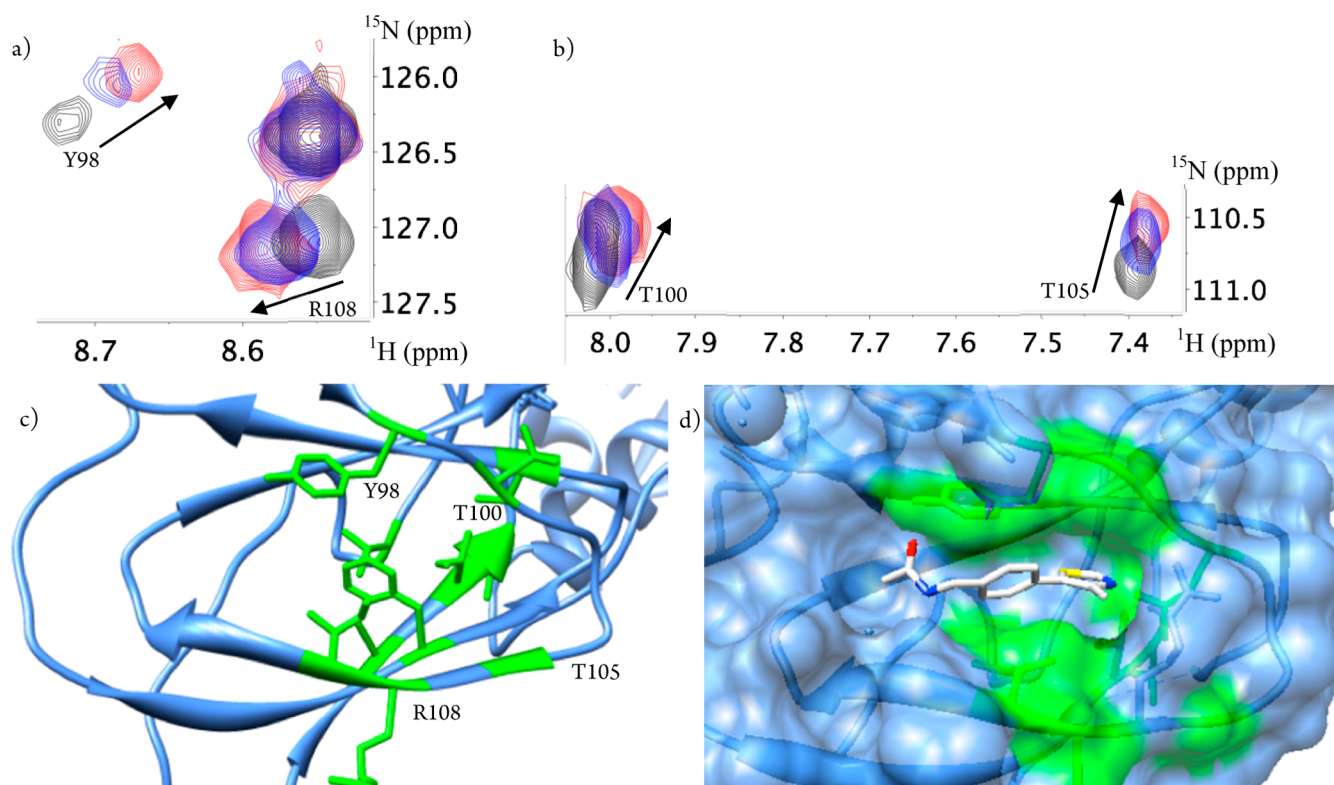 a)
¹⁵N (ppm)
126.0
126.5
127.0
127.5
Y98
R108
8.7
8.6
¹H (ppm)
b)
¹⁵N (ppm)
110.5
111.0
T100
T105
8.0
7.9
7.8
7.7
7.6
7.5
7.4
¹H (ppm)
c)
Y98
T100
T105
R108
d)